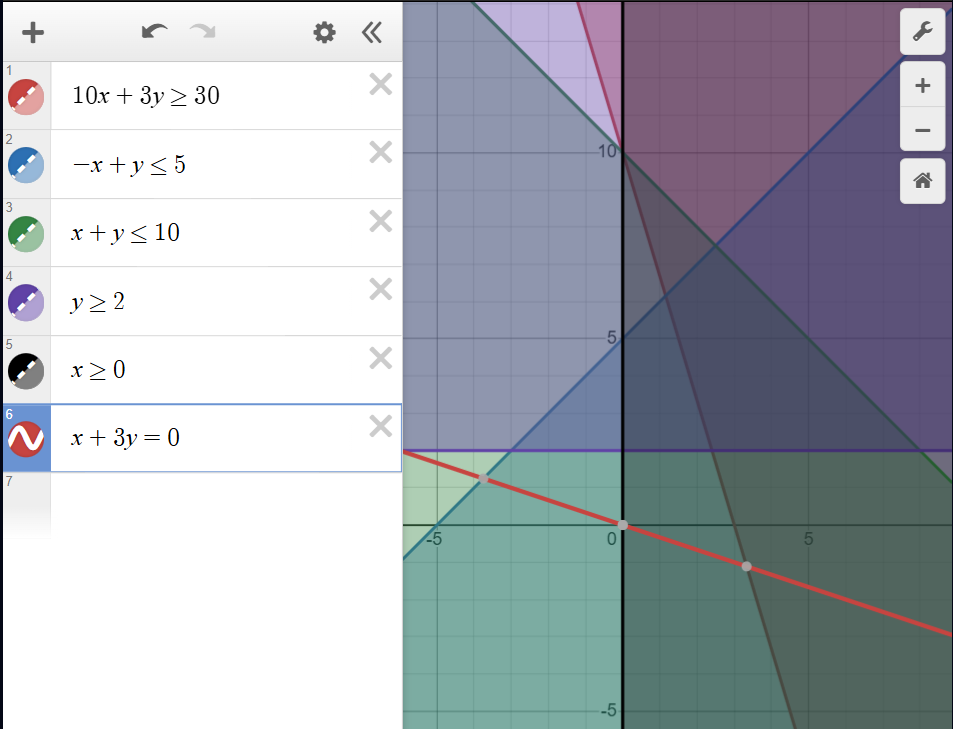 1
10x + 3y ≥ 30
2
−x + y ≤ 5
3
x + y ≤ 10
4
y ≥ 2
5
x ≥ 0
6
x + 3y = 0
7
10
5
-5
0
5
-5